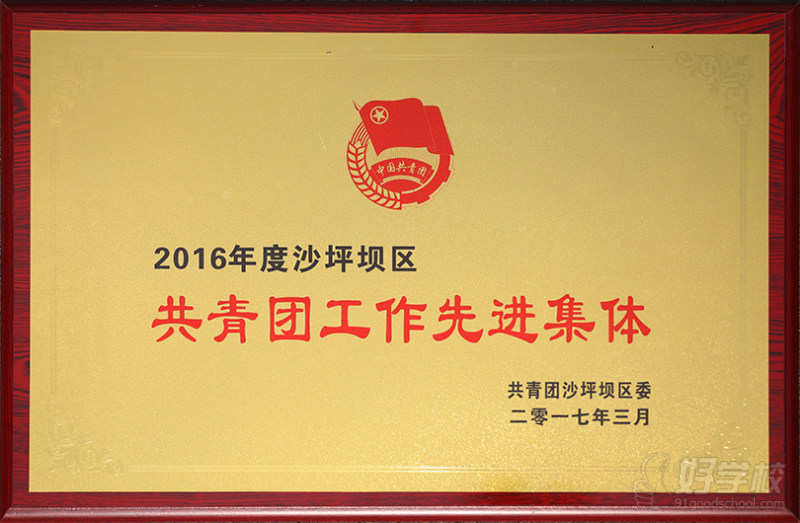 中国共青团
2016年度沙坪坝区
共青团工作先进集体
共青团沙坪坝区委
二零一七年三月
好学校
91goodschool.com